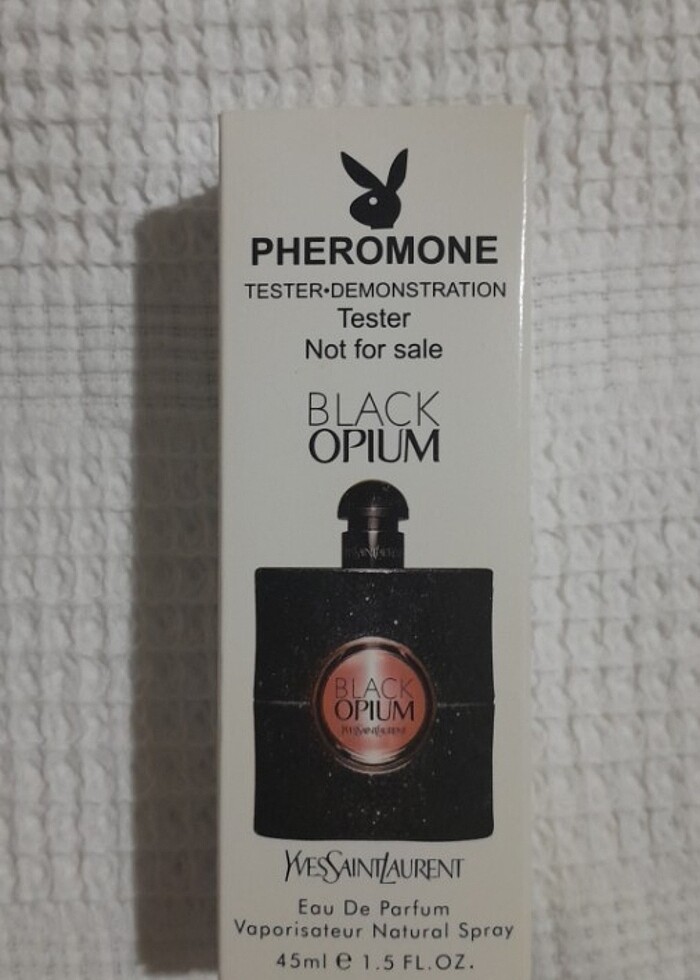 PHEROMONE
TESTER•DEMONSTRATION
Tester
Not for sale
BLACK
OPIUM
BLACK
OPIUM
YVESSAINTLAURENT
YVESSAINTLAURENT
Eau De Parfum
Vaporisateur Natural Spray
45ml ℮ 1.5 FL.OZ.